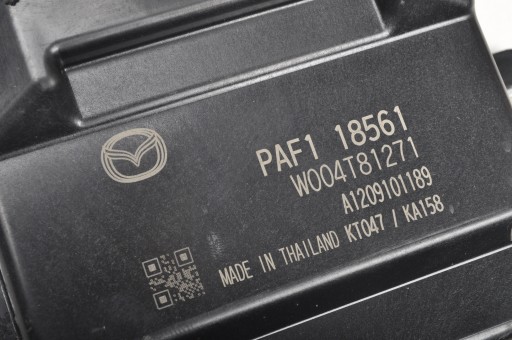 PAF1 18561
W004T81271
A1209101189
MADE IN THAILAND KT047 / KA158